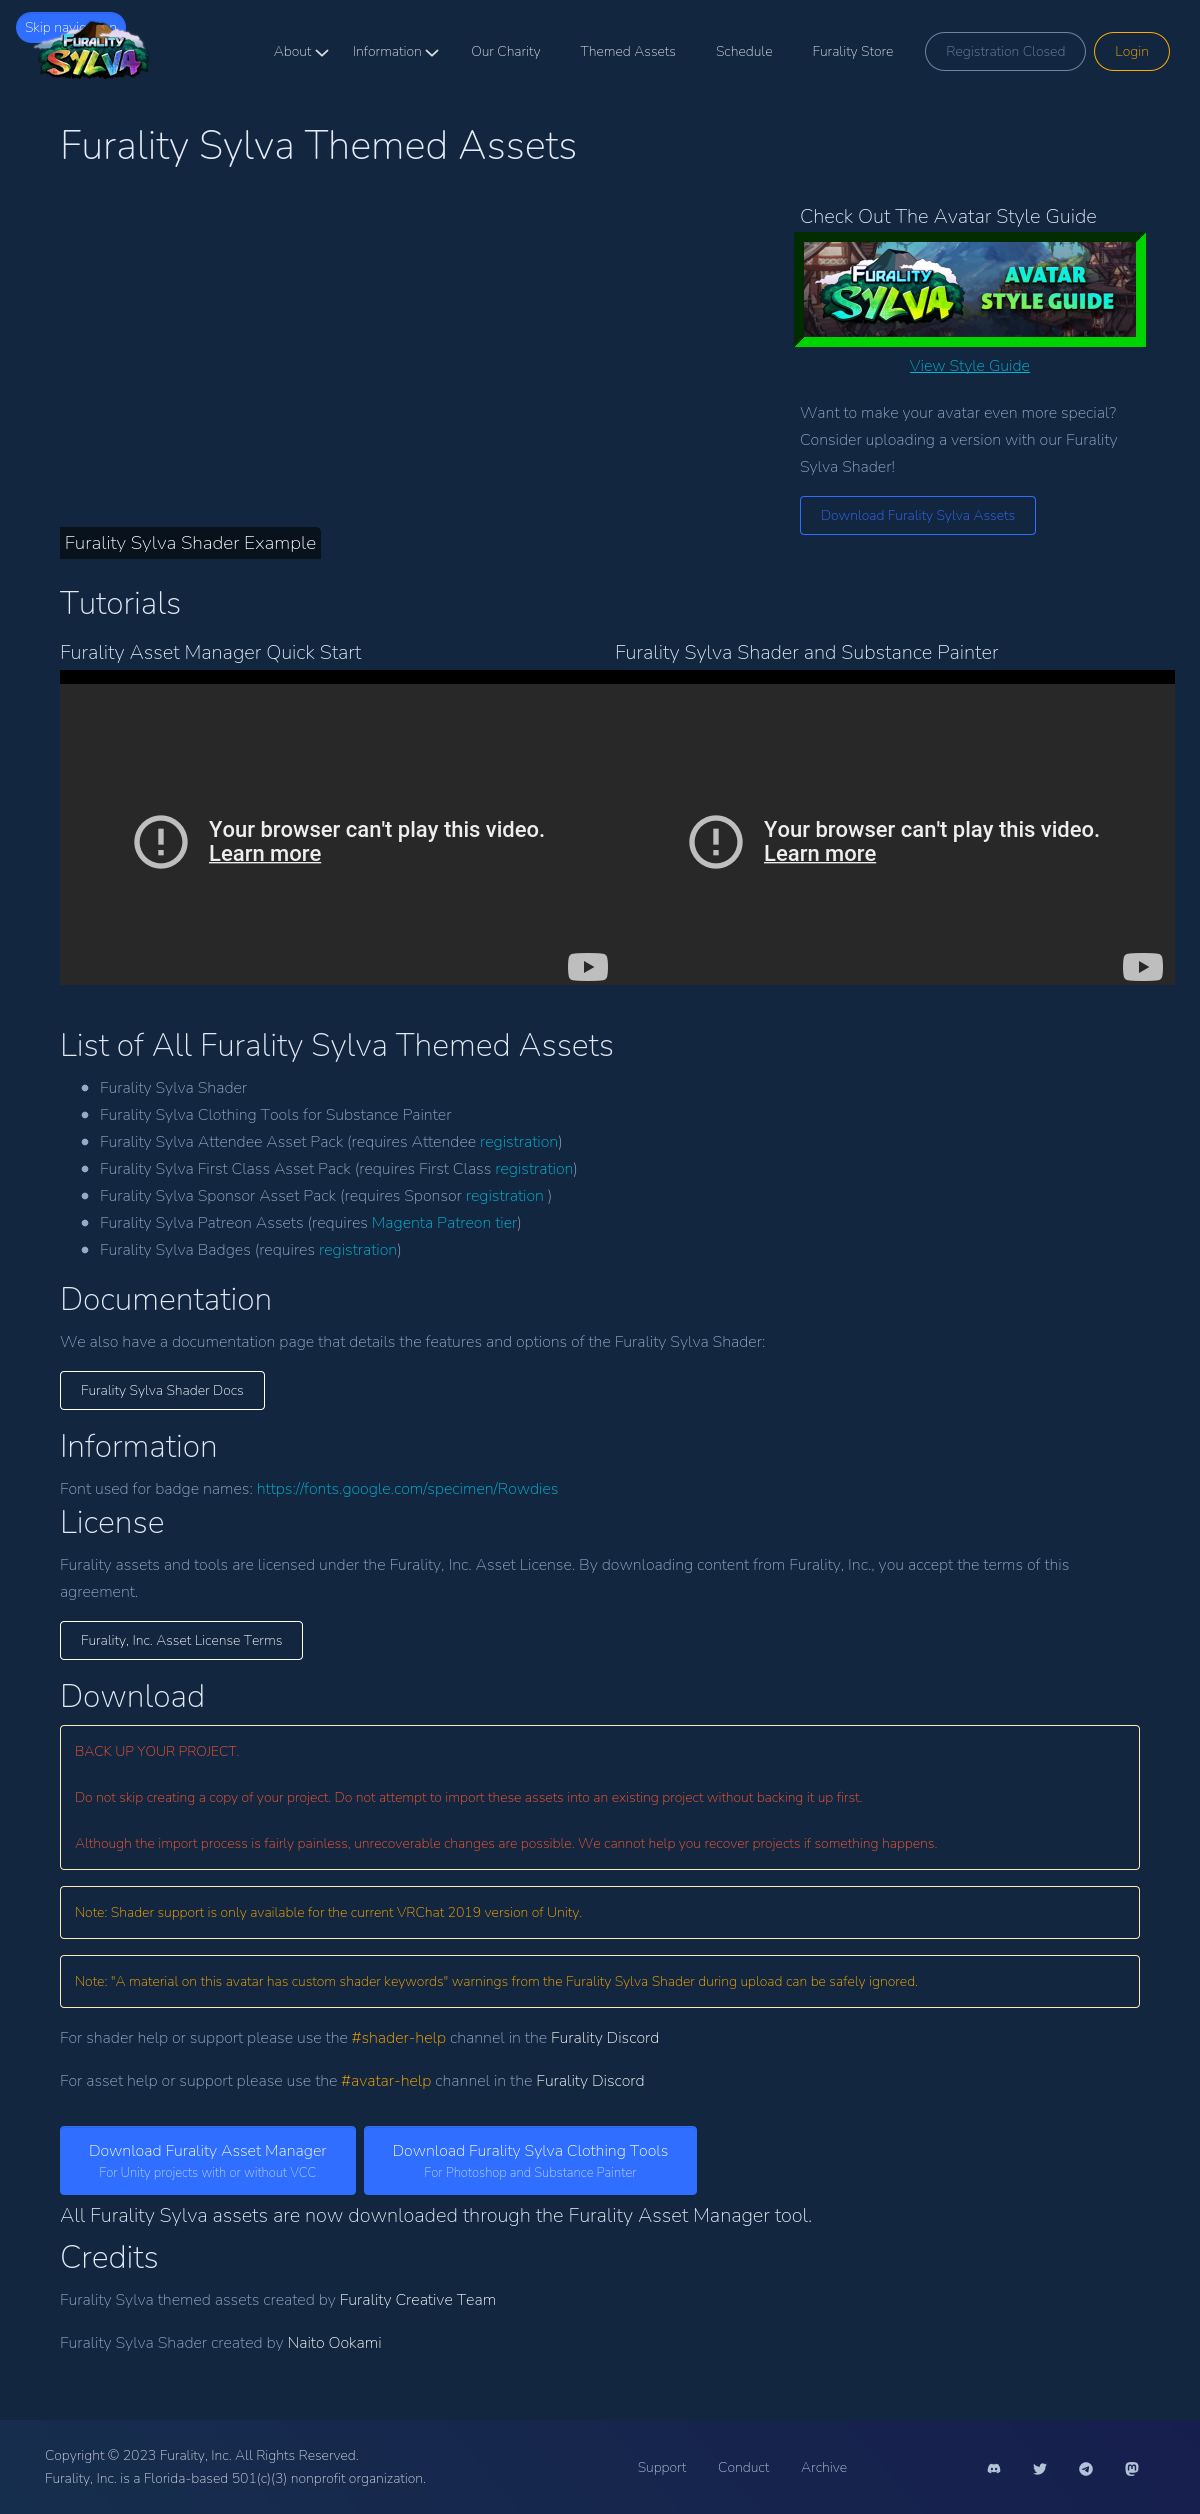 Skip navigation
FURALITY
SYLVA
About
Information
Our Charity
Themed Assets
Schedule
Furality Store
Registration Closed
Login
Furality Sylva Themed Assets
Check Out The Avatar Style Guide
FURALITY
SYLVA
AVATAR
STYLE GUIDE
View Style Guide
Want to make your avatar even more special?
Consider uploading a version with our Furality
Sylva Shader!
Download Furality Sylva Assets
Furality Sylva Shader Example
Tutorials
Furality Asset Manager Quick Start
Furality Sylva Shader and Substance Painter
Your browser can't play this video.
Learn more
Your browser can't play this video.
Learn more
List of All Furality Sylva Themed Assets
Furality Sylva Shader
Furality Sylva Clothing Tools for Substance Painter
Furality Sylva Attendee Asset Pack (requires Attendee registration)
Furality Sylva First Class Asset Pack (requires First Class registration)
Furality Sylva Sponsor Asset Pack (requires Sponsor registration )
Furality Sylva Patreon Assets (requires Magenta Patreon tier)
Furality Sylva Badges (requires registration)
Documentation
We also have a documentation page that details the features and options of the Furality Sylva Shader:
Furality Sylva Shader Docs
Information
Font used for badge names: https://fonts.google.com/specimen/Rowdies
License
Furality assets and tools are licensed under the Furality, Inc. Asset License. By downloading content from Furality, Inc., you accept the terms of this
agreement.
Furality, Inc. Asset License Terms
Download
BACK UP YOUR PROJECT.
Do not skip creating a copy of your project. Do not attempt to import these assets into an existing project without backing it up first.
Although the import process is fairly painless, unrecoverable changes are possible. We cannot help you recover projects if something happens.
Note: Shader support is only available for the current VRChat 2019 version of Unity.
Note: "A material on this avatar has custom shader keywords" warnings from the Furality Sylva Shader during upload can be safely ignored.
For shader help or support please use the #shader-help channel in the Furality Discord
For asset help or support please use the #avatar-help channel in the Furality Discord
Download Furality Asset Manager
For Unity projects with or without VCC
Download Furality Sylva Clothing Tools
For Photoshop and Substance Painter
All Furality Sylva assets are now downloaded through the Furality Asset Manager tool.
Credits
Furality Sylva themed assets created by Furality Creative Team
Furality Sylva Shader created by Naito Ookami
Copyright © 2023 Furality, Inc. All Rights Reserved.
Furality, Inc. is a Florida-based 501(c)(3) nonprofit organization.
Support
Conduct
Archive